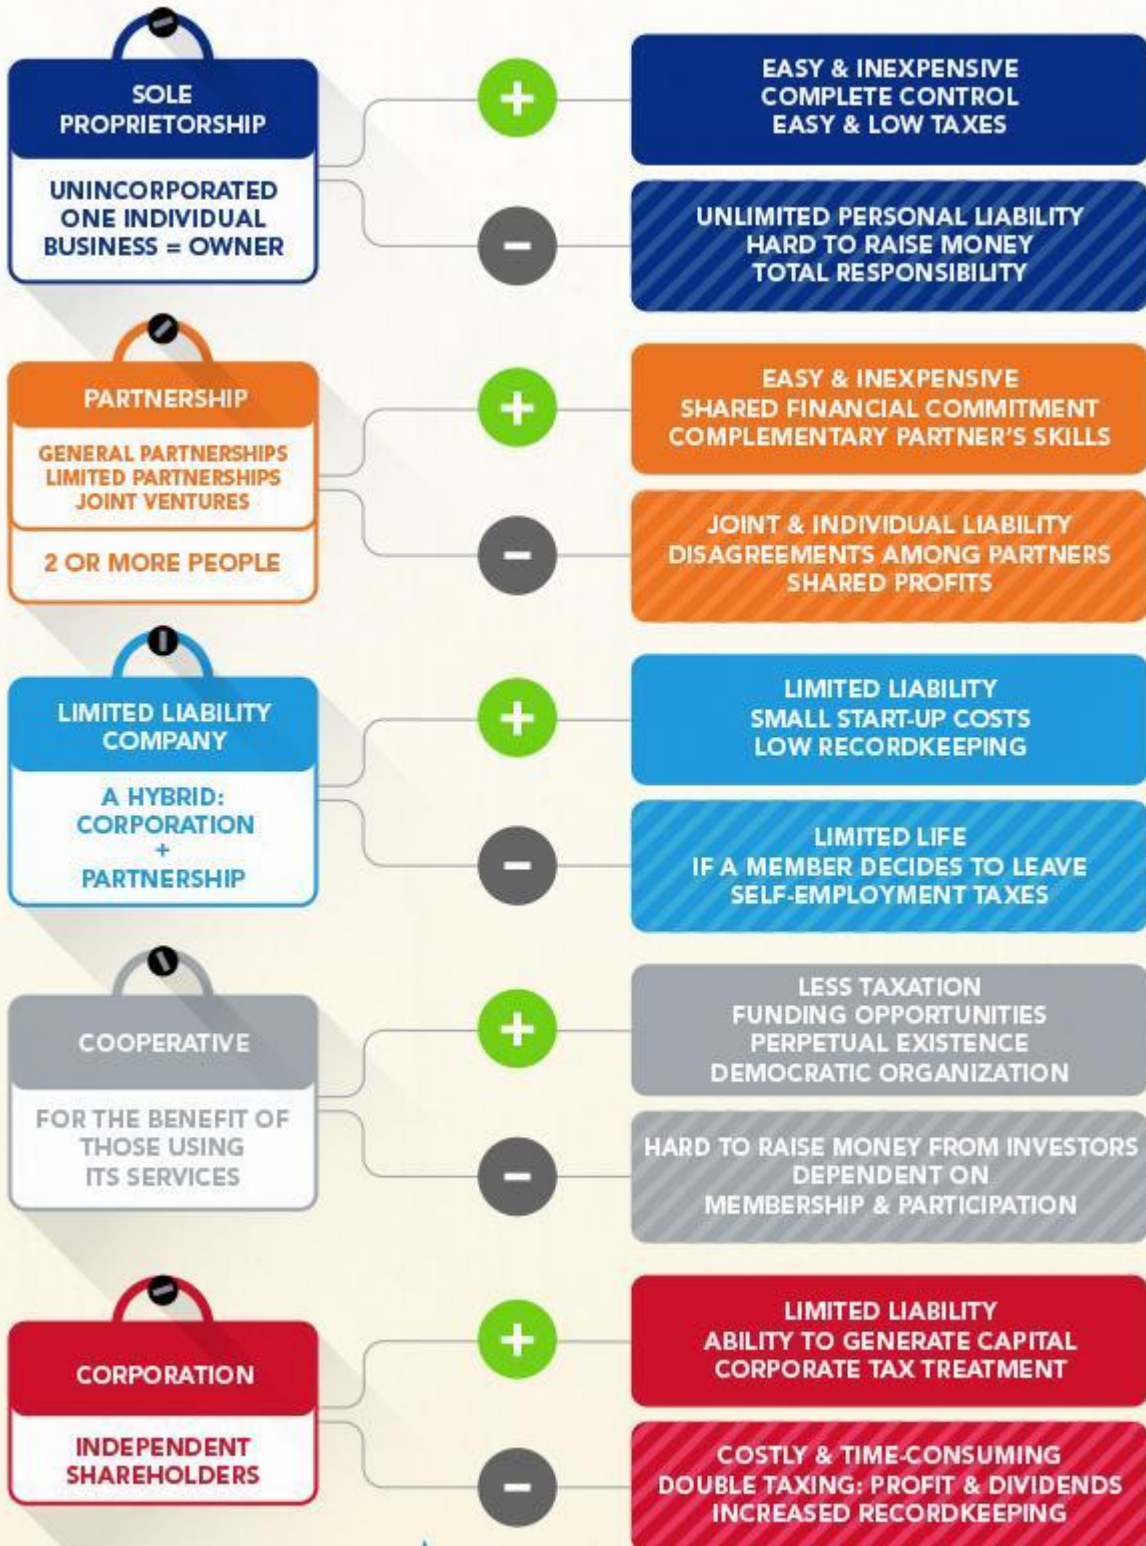 SOLE
PROPRIETORSHIP
UNINCORPORATED
ONE INDIVIDUAL
BUSINESS = OWNER
+
EASY & INEXPENSIVE
COMPLETE CONTROL
EASY & LOW TAXES
-
UNLIMITED PERSONAL LIABILITY
HARD TO RAISE MONEY
TOTAL RESPONSIBILITY
PARTNERSHIP
GENERAL PARTNERSHIPS
LIMITED PARTNERSHIPS
JOINT VENTURES
2 OR MORE PEOPLE
+
EASY & INEXPENSIVE
SHARED FINANCIAL COMMITMENT
COMPLEMENTARY PARTNER'S SKILLS
-
JOINT & INDIVIDUAL LIABILITY
DISAGREEMENTS AMONG PARTNERS
SHARED PROFITS
LIMITED LIABILITY
COMPANY
A HYBRID:
CORPORATION
+
PARTNERSHIP
+
LIMITED LIABILITY
SMALL START-UP COSTS
LOW RECORDKEEPING
-
LIMITED LIFE
IF A MEMBER DECIDES TO LEAVE
SELF-EMPLOYMENT TAXES
COOPERATIVE
FOR THE BENEFIT OF
THOSE USING
ITS SERVICES
+
LESS TAXATION
FUNDING OPPORTUNITIES
PERPETUAL EXISTENCE
DEMOCRATIC ORGANIZATION
-
HARD TO RAISE MONEY FROM INVESTORS
DEPENDENT ON
MEMBERSHIP & PARTICIPATION
CORPORATION
INDEPENDENT
SHAREHOLDERS
+
LIMITED LIABILITY
ABILITY TO GENERATE CAPITAL
CORPORATE TAX TREATMENT
-
COSTLY & TIME-CONSUMING
DOUBLE TAXING: PROFIT & DIVIDENDS
INCREASED RECORDKEEPING